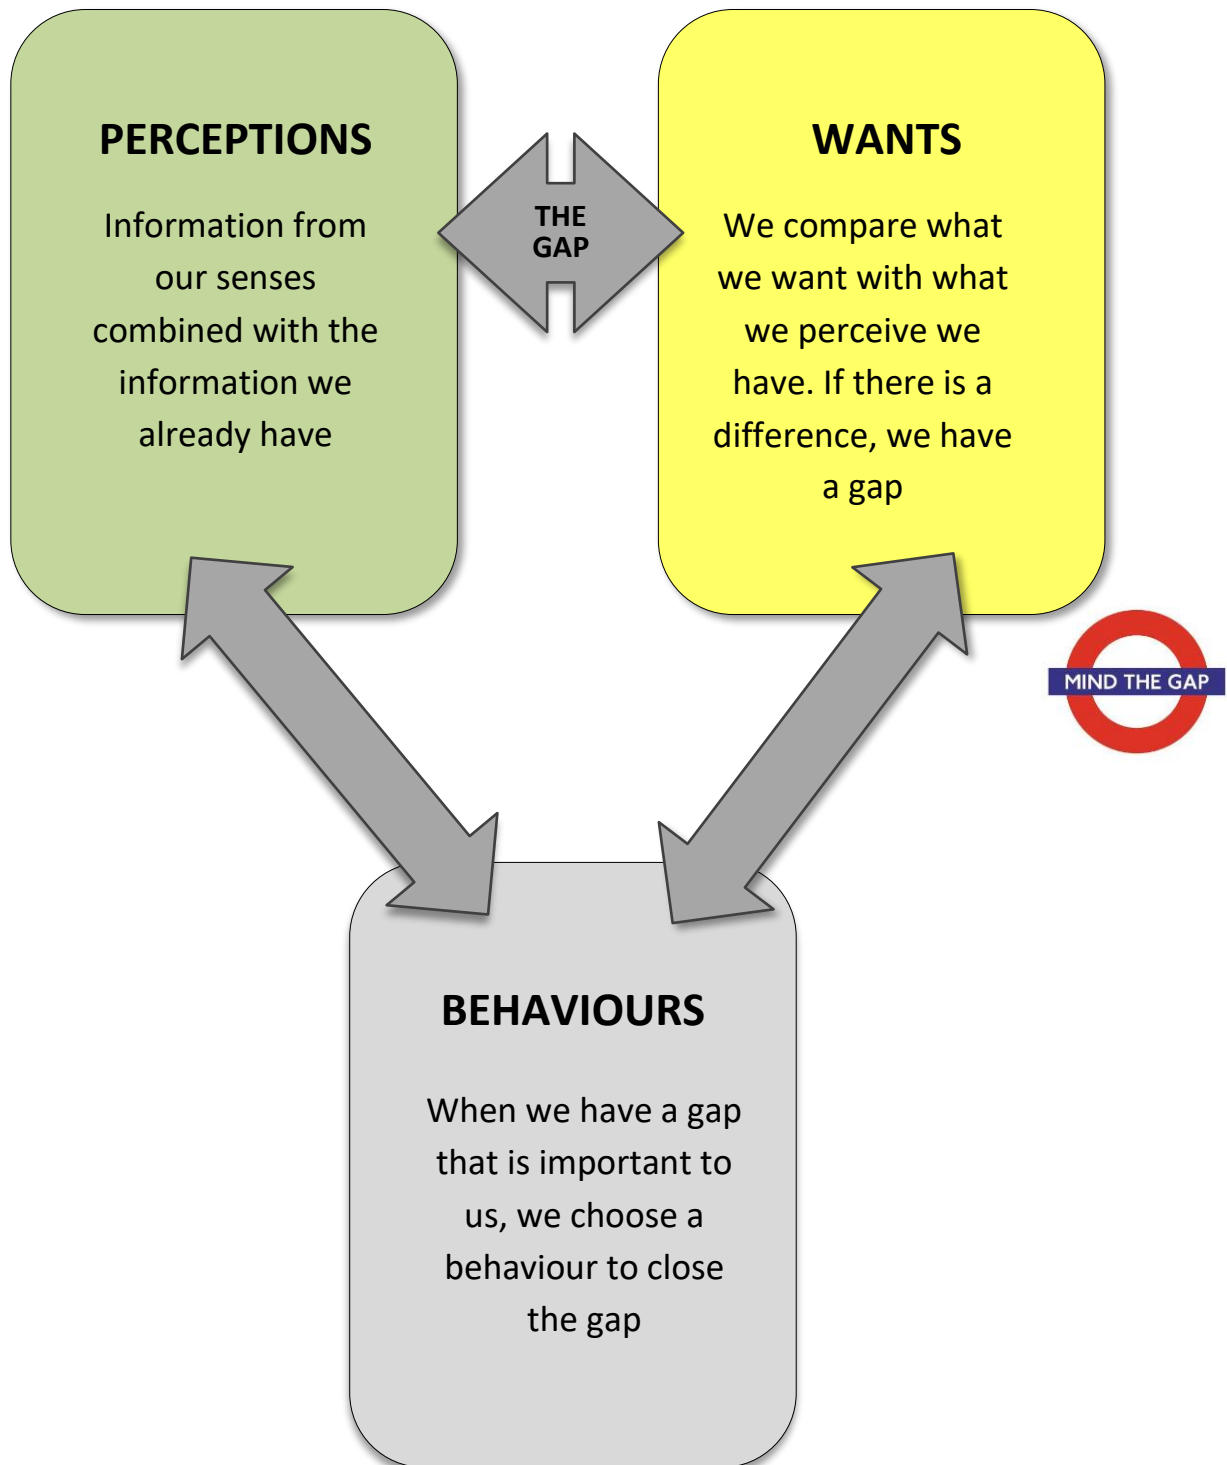 PERCEPTIONS
Information from
our senses
combined with the
information we
already have
THE
GAP
WANTS
We compare what
we want with what
we perceive we
have. If there is a
difference, we have
a gap
MIND THE GAP
BEHAVIOURS
When we have a gap
that is important to
us, we choose a
behaviour to close
the gap